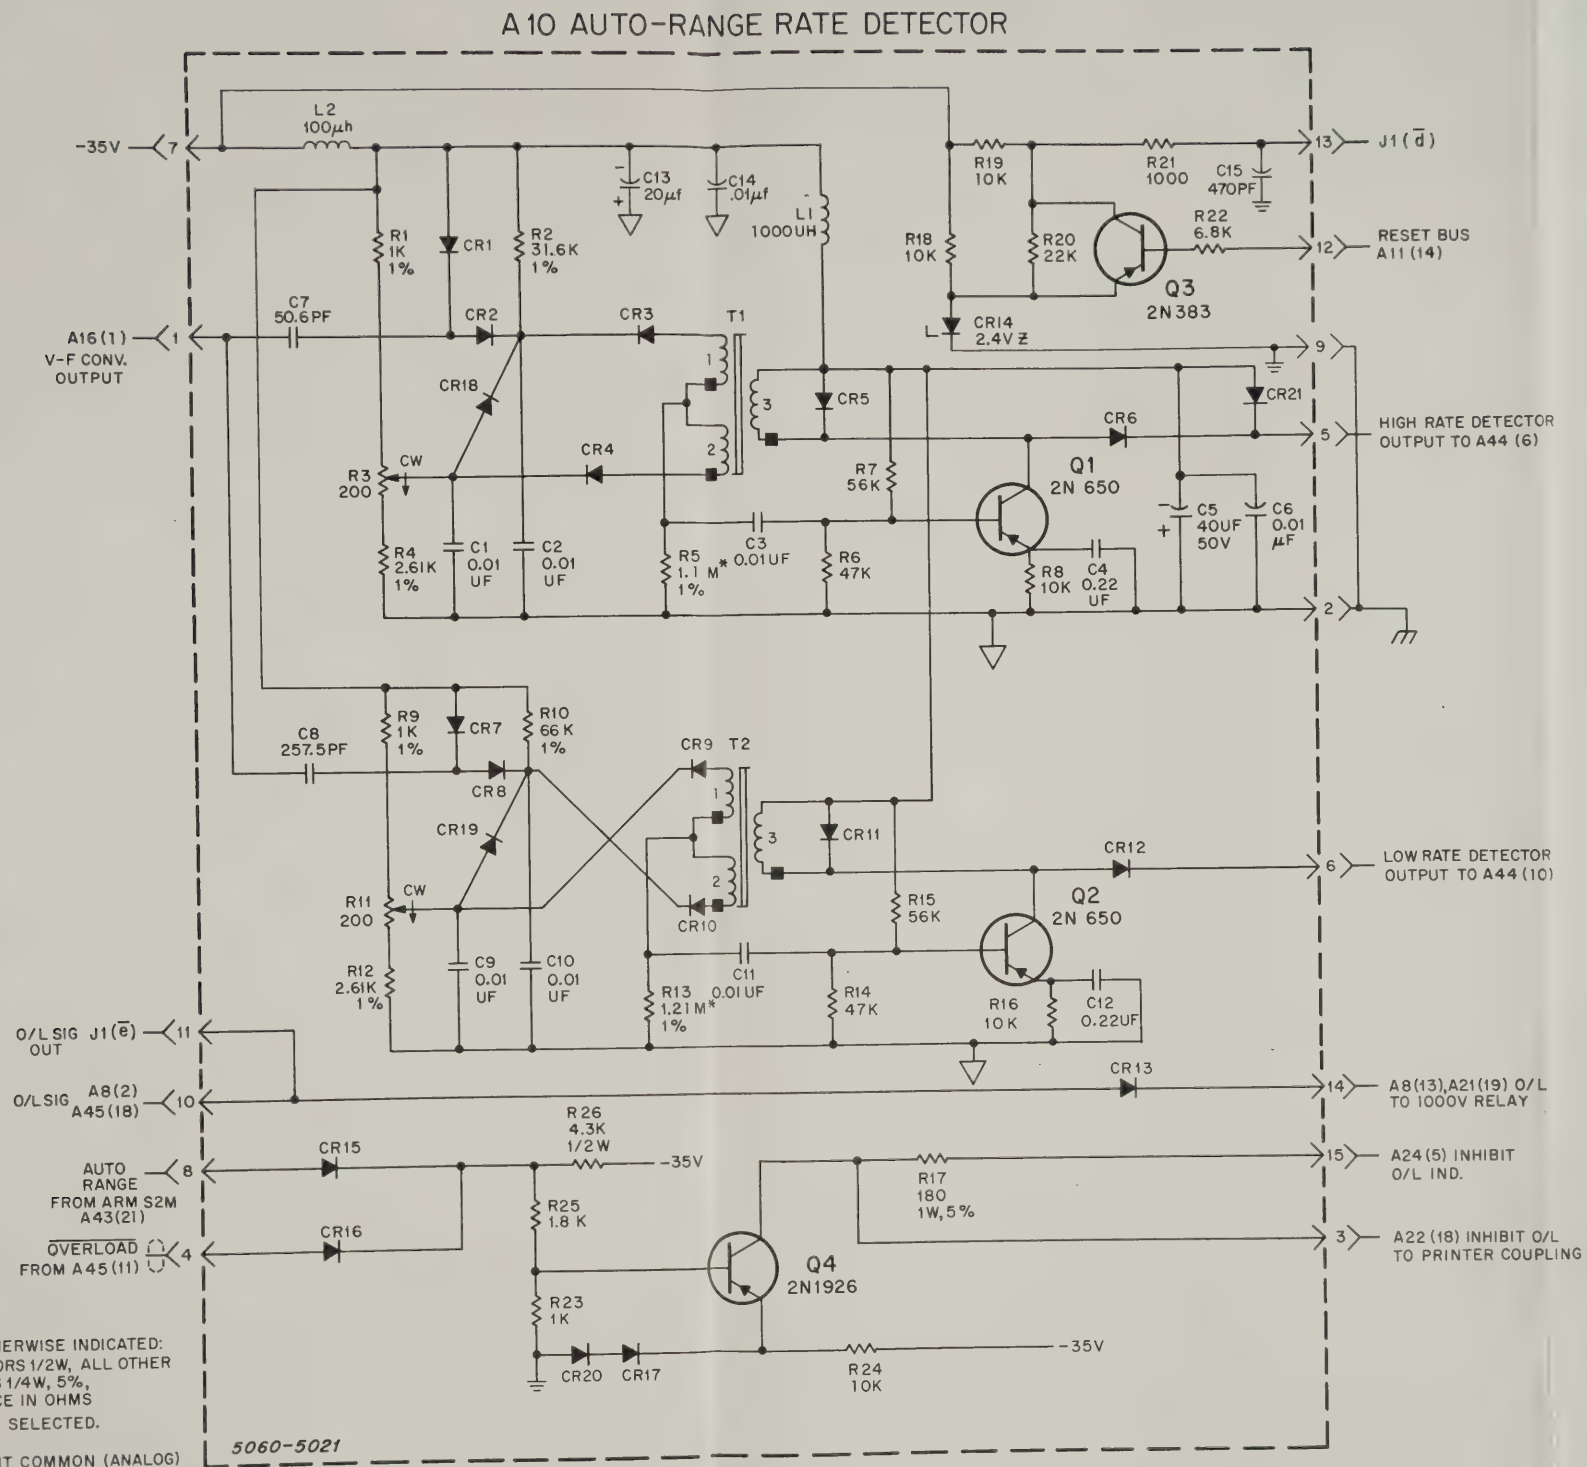 A10 AUTO-RANGE RATE DETECTOR
-35V
7
L2
100μh
R1
1K
1%
CR1
R2
31.6K
1%
C13
20μf
-
+
C14
.01μf
L1
1000UH
R19
10K
R21
1000
C15
470PF
13
J1(d̅)
R18
10K
R20
22K
Q3
2N383
R22
6.8K
12
RESET BUS
A11 (14)
L
CR14
2.4V Z
9
A16(1)
V-F CONV.
OUTPUT
1
C7
50.6PF
CR2
CR3
T1
1
2
3
CR18
CR4
CR5
CR6
CR21
5
HIGH RATE DETECTOR
OUTPUT TO A44 (6)
R3
200
CW
R7
56K
Q1
2N 650
R4
2.61K
1%
C1
0.01
UF
C2
0.01
UF
R5
1.1 M*
1%
C3
0.01UF
R6
47K
R8
10K
C4
0.22
UF
-
+
C5
40UF
50V
C6
0.01
μF
2
R9
1K
1%
CR7
R10
66K
1%
C8
257.5PF
CR8
CR9
T2
1
2
3
CR19
CR10
CR11
CR12
6
LOW RATE DETECTOR
OUTPUT TO A44 (10)
R11
200
CW
R15
56K
Q2
2N 650
R12
2.61K
1%
C9
0.01
UF
C10
0.01
UF
R13
1.21M*
1%
C11
0.01UF
R14
47K
R16
10K
C12
0.22UF
O/L SIG J1(e̅)
OUT
11
O/LSIG A8(2)
A45(18)
10
CR13
14
A8(13),A21(19) O/L
TO 1000V RELAY
R26
4.3K
1/2W
-35V
AUTO
RANGE
FROM ARM S2M
A43(21)
8
CR15
R25
1.8 K
R17
180
1W,5%
15
A24(5) INHIBIT
O/L IND.
OVERLOAD
FROM A45(11)
4
CR16
Q4
2N1926
3
A22 (18) INHIBIT O/L
TO PRINTER COUPLING
R23
1K
CR20
CR17
R24
10K
-35V
HERWISE INDICATED:
ORS 1/2W, ALL OTHER
1/4W, 5%,
CE IN OHMS
SELECTED.
IT COMMON (ANALOG)
5060-5021